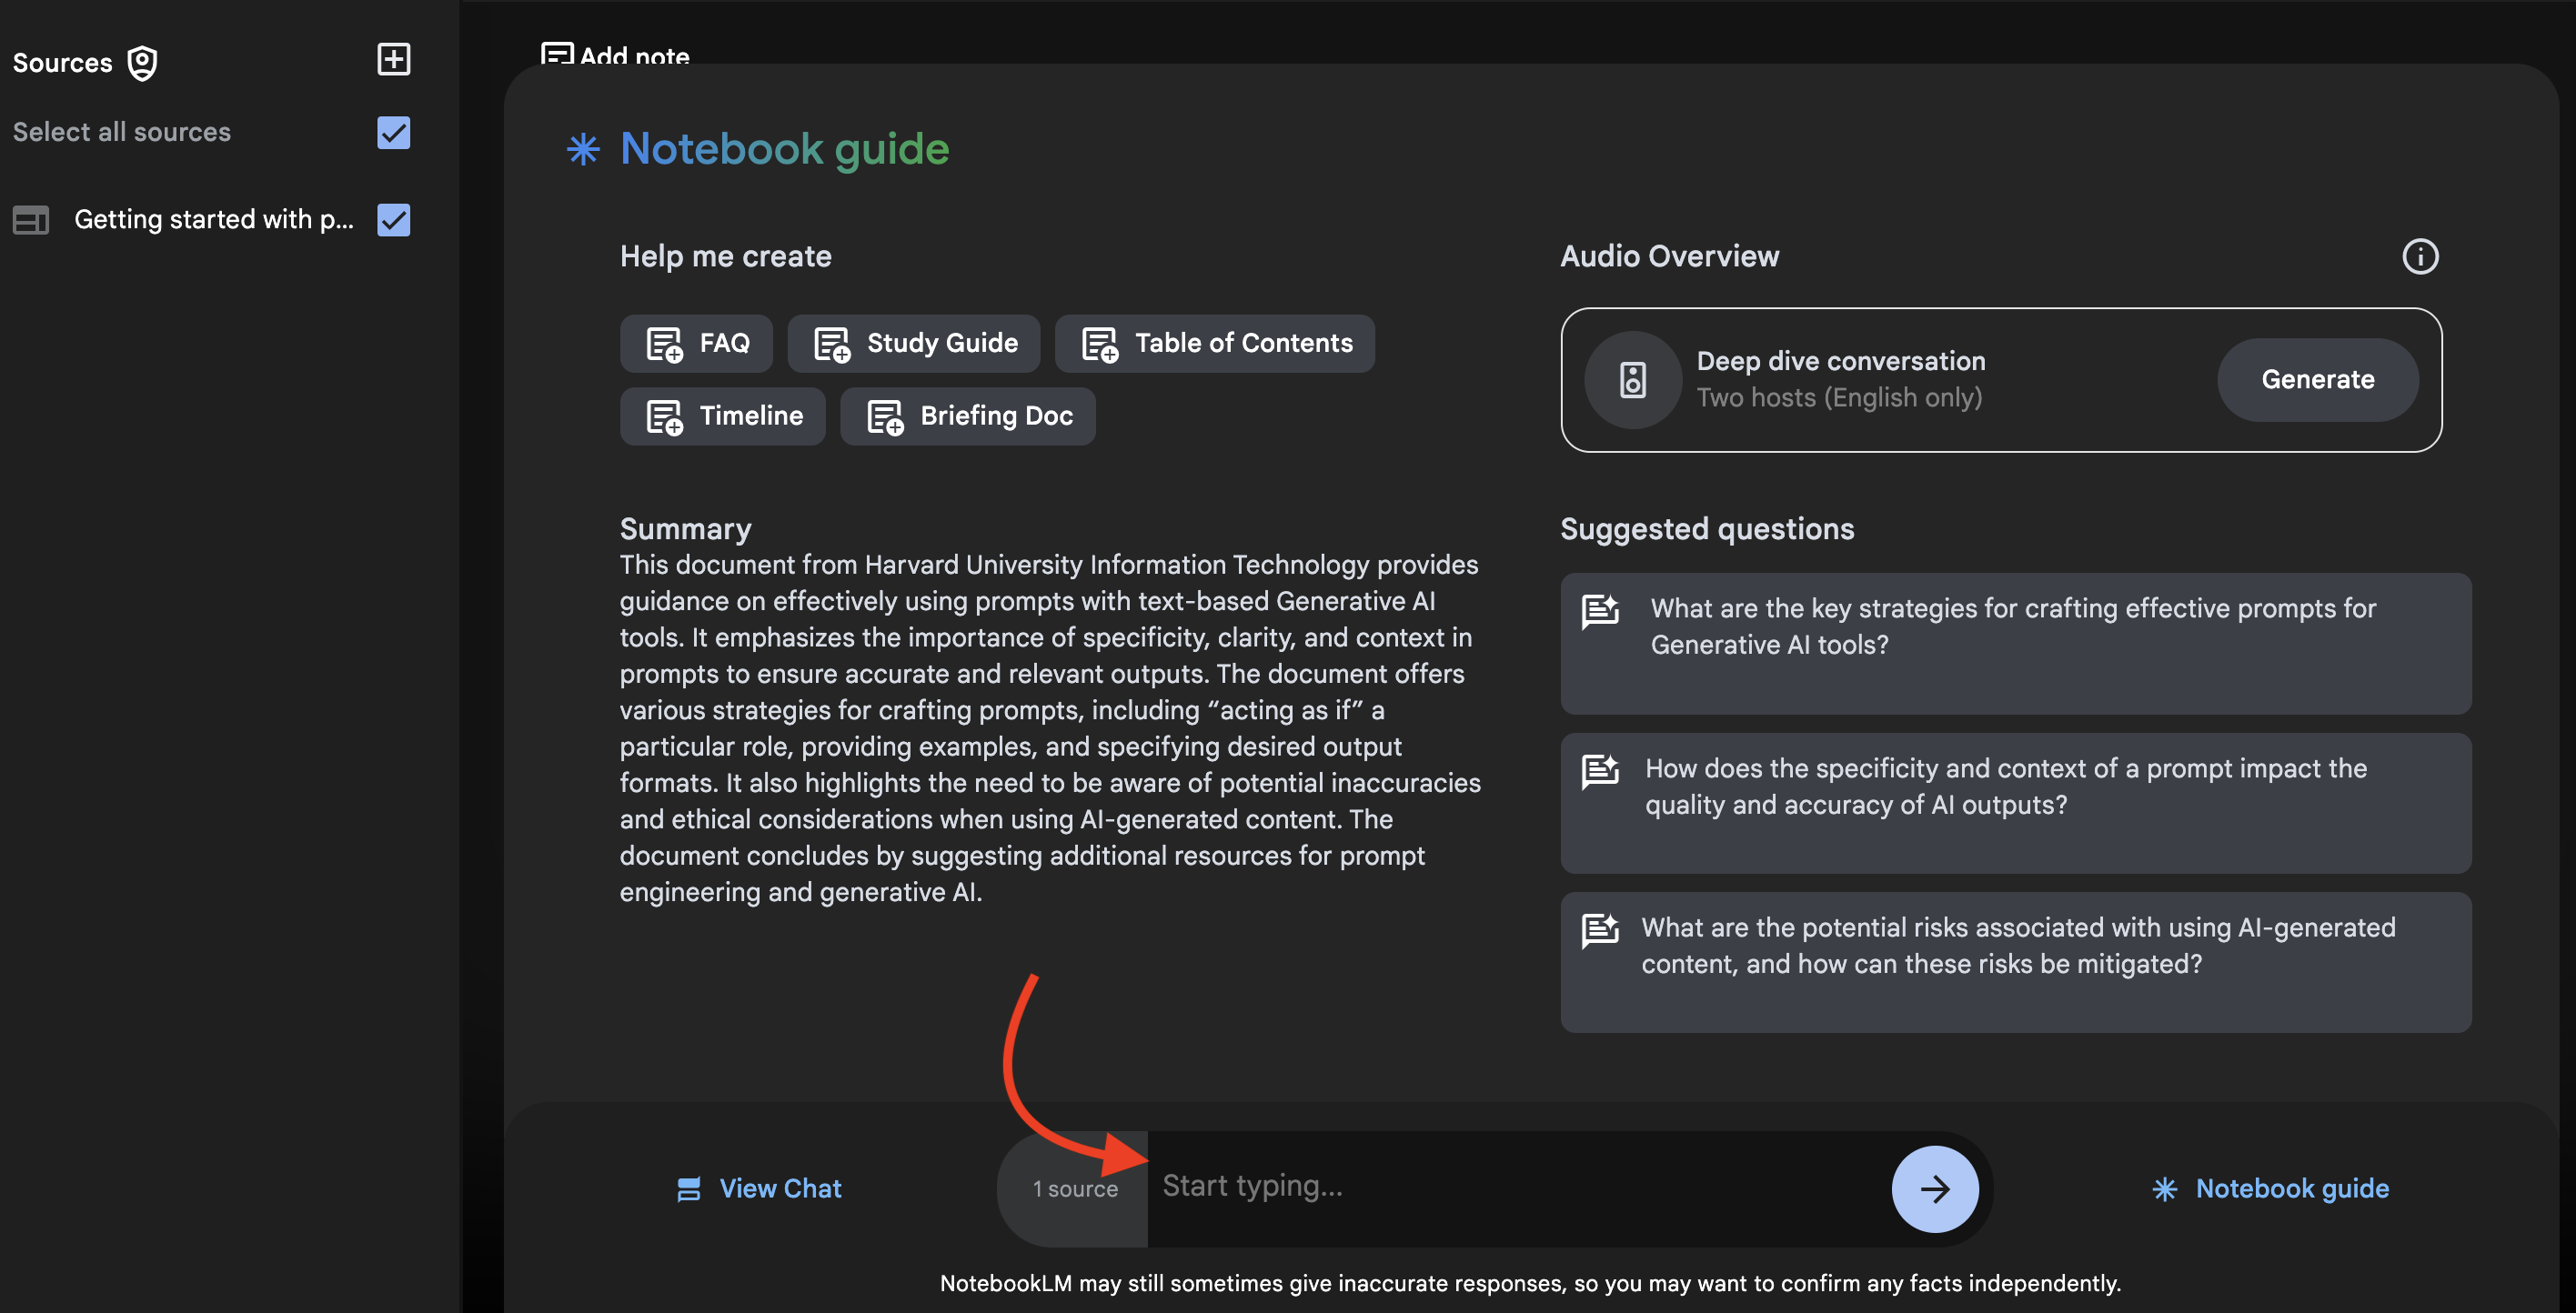 Sources
Select all sources
Getting started with p...
Add note
Notebook guide
Help me create
FAQ
Study Guide
Table of Contents
Timeline
Briefing Doc
Audio Overview
Deep dive conversation
Two hosts (English only)
Generate
Summary
This document from Harvard University Information Technology provides
guidance on effectively using prompts with text-based Generative AI
tools. It emphasizes the importance of specificity, clarity, and context in
prompts to ensure accurate and relevant outputs. The document offers
various strategies for crafting prompts, including “acting as if” a
particular role, providing examples, and specifying desired output
formats. It also highlights the need to be aware of potential inaccuracies
and ethical considerations when using AI-generated content. The
document concludes by suggesting additional resources for prompt
engineering and generative AI.
Suggested questions
What are the key strategies for crafting effective prompts for
Generative AI tools?
How does the specificity and context of a prompt impact the
quality and accuracy of AI outputs?
What are the potential risks associated with using AI-generated
content, and how can these risks be mitigated?
View Chat
1 source
Start typing...
Notebook guide
NotebookLM may still sometimes give inaccurate responses, so you may want to confirm any facts independently.